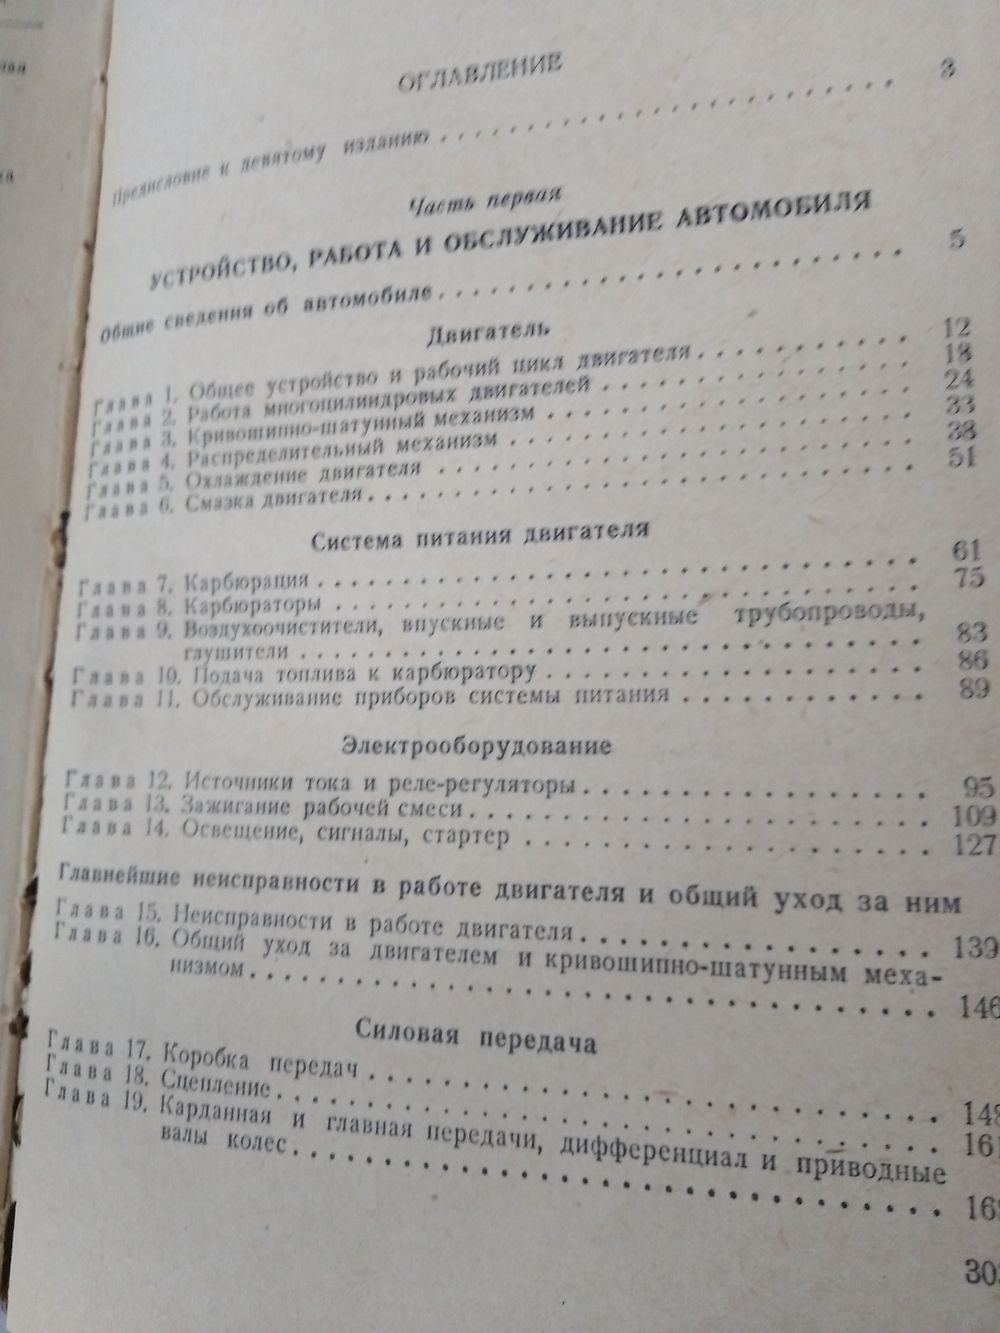 ОГЛАВЛЕНИЕ
Предисловие к девятому изданию . . . . . . . . . . . . . . . . . . . . 3
Часть первая
УСТРОЙСТВО, РАБОТА И ОБСЛУЖИВАНИЕ АВТОМОБИЛЯ
Общие сведения об автомобиле . . . . . . . . . . . . . . . . . . . . 5
Двигатель
Глава 1. Общее устройство и рабочий цикл двигателя . . . . . . . . . . 12
Глава 2. Работа многоцилиндровых двигателей . . . . . . . . . . . . . 18
Глава 3. Кривошипно-шатунный механизм . . . . . . . . . . . . . . . 24
Глава 4. Распределительный механизм . . . . . . . . . . . . . . . . 33
Глава 5. Охлаждение двигателя . . . . . . . . . . . . . . . . . . . 38
Глава 6. Смазка двигателя . . . . . . . . . . . . . . . . . . . . . 51
Система питания двигателя
Глава 7. Карбюрация . . . . . . . . . . . . . . . . . . . . . . . 61
Глава 8. Карбюраторы . . . . . . . . . . . . . . . . . . . . . . 75
Глава 9. Воздухоочистители, впускные и выпускные трубопроводы,
глушители . . . . . . . . . . . . . . . . . . . . . . . . 83
Глава 10. Подача топлива к карбюратору . . . . . . . . . . . . . . . 86
Глава 11. Обслуживание приборов системы питания . . . . . . . . . . 89
Электрооборудование
Глава 12. Источники тока и реле-регуляторы . . . . . . . . . . . . . 95
Глава 13. Зажигание рабочей смеси . . . . . . . . . . . . . . . . . 109
Глава 14. Освещение, сигналы, стартер . . . . . . . . . . . . . . . 127
Главнейшие неисправности в работе двигателя и общий уход за ним
Глава 15. Неисправности в работе двигателя . . . . . . . . . . . . . 139
Глава 16. Общий уход за двигателем и кривошипно-шатунным меха-
низмом . . . . . . . . . . . . . . . . . . . . . . . . . . 146
Силовая передача
Глава 17. Коробка передач . . . . . . . . . . . . . . . . . . . . . 148
Глава 18. Сцепление . . . . . . . . . . . . . . . . . . . . . . . 161
Глава 19. Карданная и главная передачи, дифференциал и приводные
валы колес . . . . . . . . . . . . . . . . . . . . . . . .